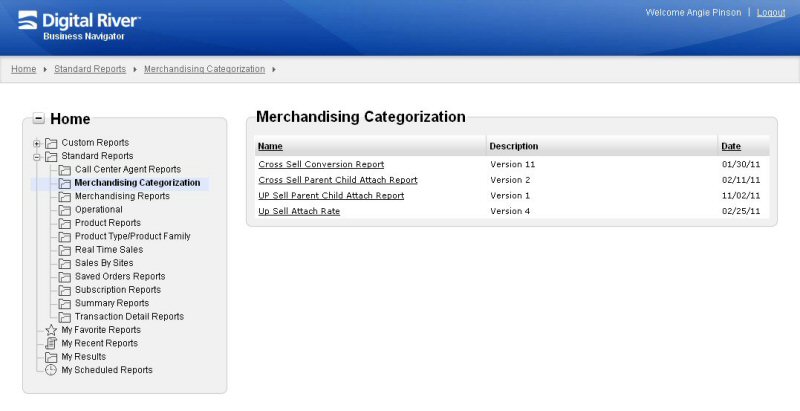 Digital River
Business Navigator
Welcome Angie Pinson | Logout
Home ▸ Standard Reports ▸ Merchandising Categorization ▸
Home
Custom Reports
Standard Reports
Call Center Agent Reports
Merchandising Categorization
Merchandising Reports
Operational
Product Reports
Product Type/Product Family
Real Time Sales
Sales By Sites
Saved Orders Reports
Subscription Reports
Summary Reports
Transaction Detail Reports
My Favorite Reports
My Recent Reports
My Results
My Scheduled Reports
Merchandising Categorization
Name Description Date
Cross Sell Conversion Report Version 11 01/30/11
Cross Sell Parent Child Attach Report Version 2 02/11/11
UP Sell Parent Child Attach Report Version 1 11/02/11
Up Sell Attach Rate Version 4 02/25/11